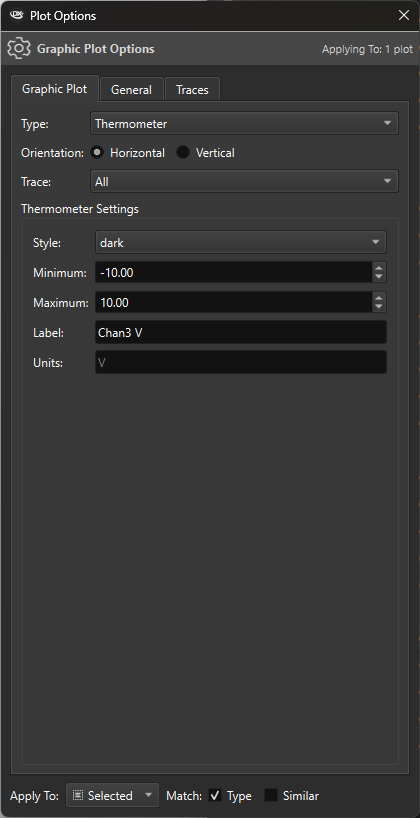 Plot Options
Graphic Plot Options Applying To: 1 plot
Graphic Plot General Traces
Type: Thermometer
Orientation: Horizontal Vertical
Trace: All
Thermometer Settings
Style: dark
Minimum: -10.00
Maximum: 10.00
Label: Chan3 V
Units: V
Apply To: Selected Match: Type Similar